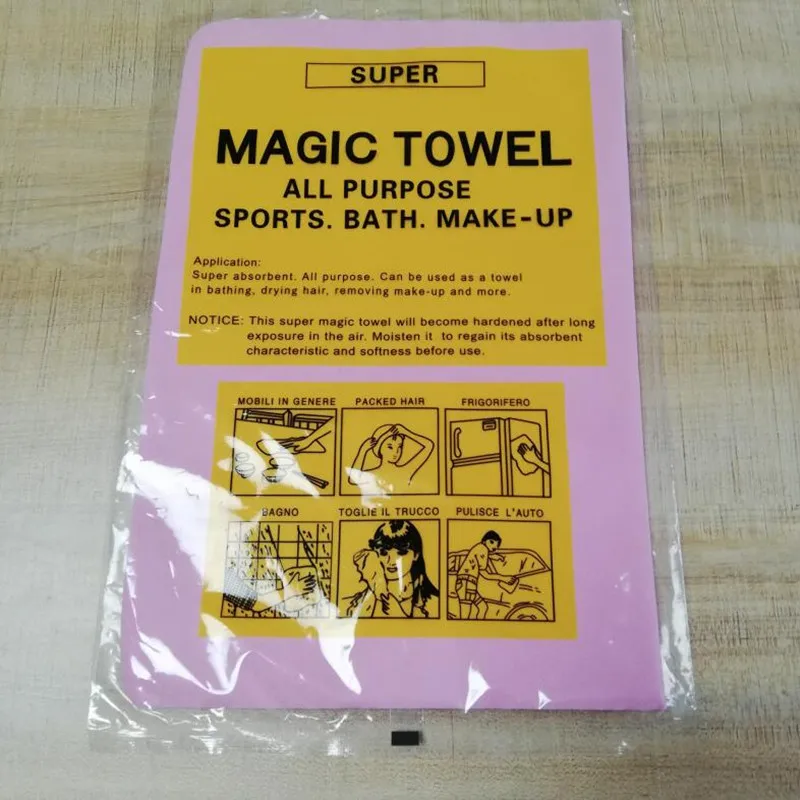 SUPER
MAGIC TOWEL
ALL PURPOSE
SPORTS. BATH. MAKE-UP
Application:
Super absorbent. All purpose. Can be used as a towel
in bathing, drying hair, removing make-up and more.
NOTICE: This super magic towel will become hardened after long
exposure in the air. Moisten it to regain its absorbent
characteristic and softness before use.
MOBILI IN GENERE PACKED HAIR FRIGORIFERO
BAGNO TOGLIE IL TRUCCO PULISCE L'AUTO